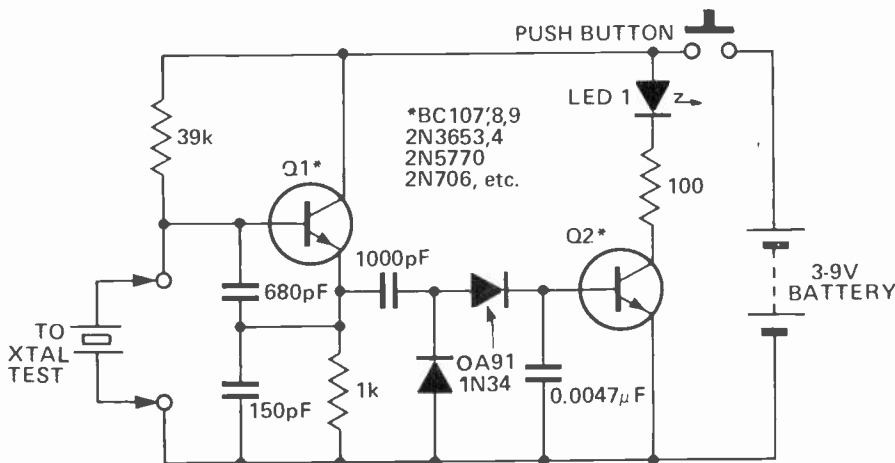 PUSH BUTTON
LED 1
*BC107',8,9
2N3653,4
2N5770
2N706, etc.
39k
Q1*
100
Q2*
1000pF
3-9V
BATTERY
680pF
TO
XTAL
TEST
OA91
1N34
150pF
1k
0.0047μF